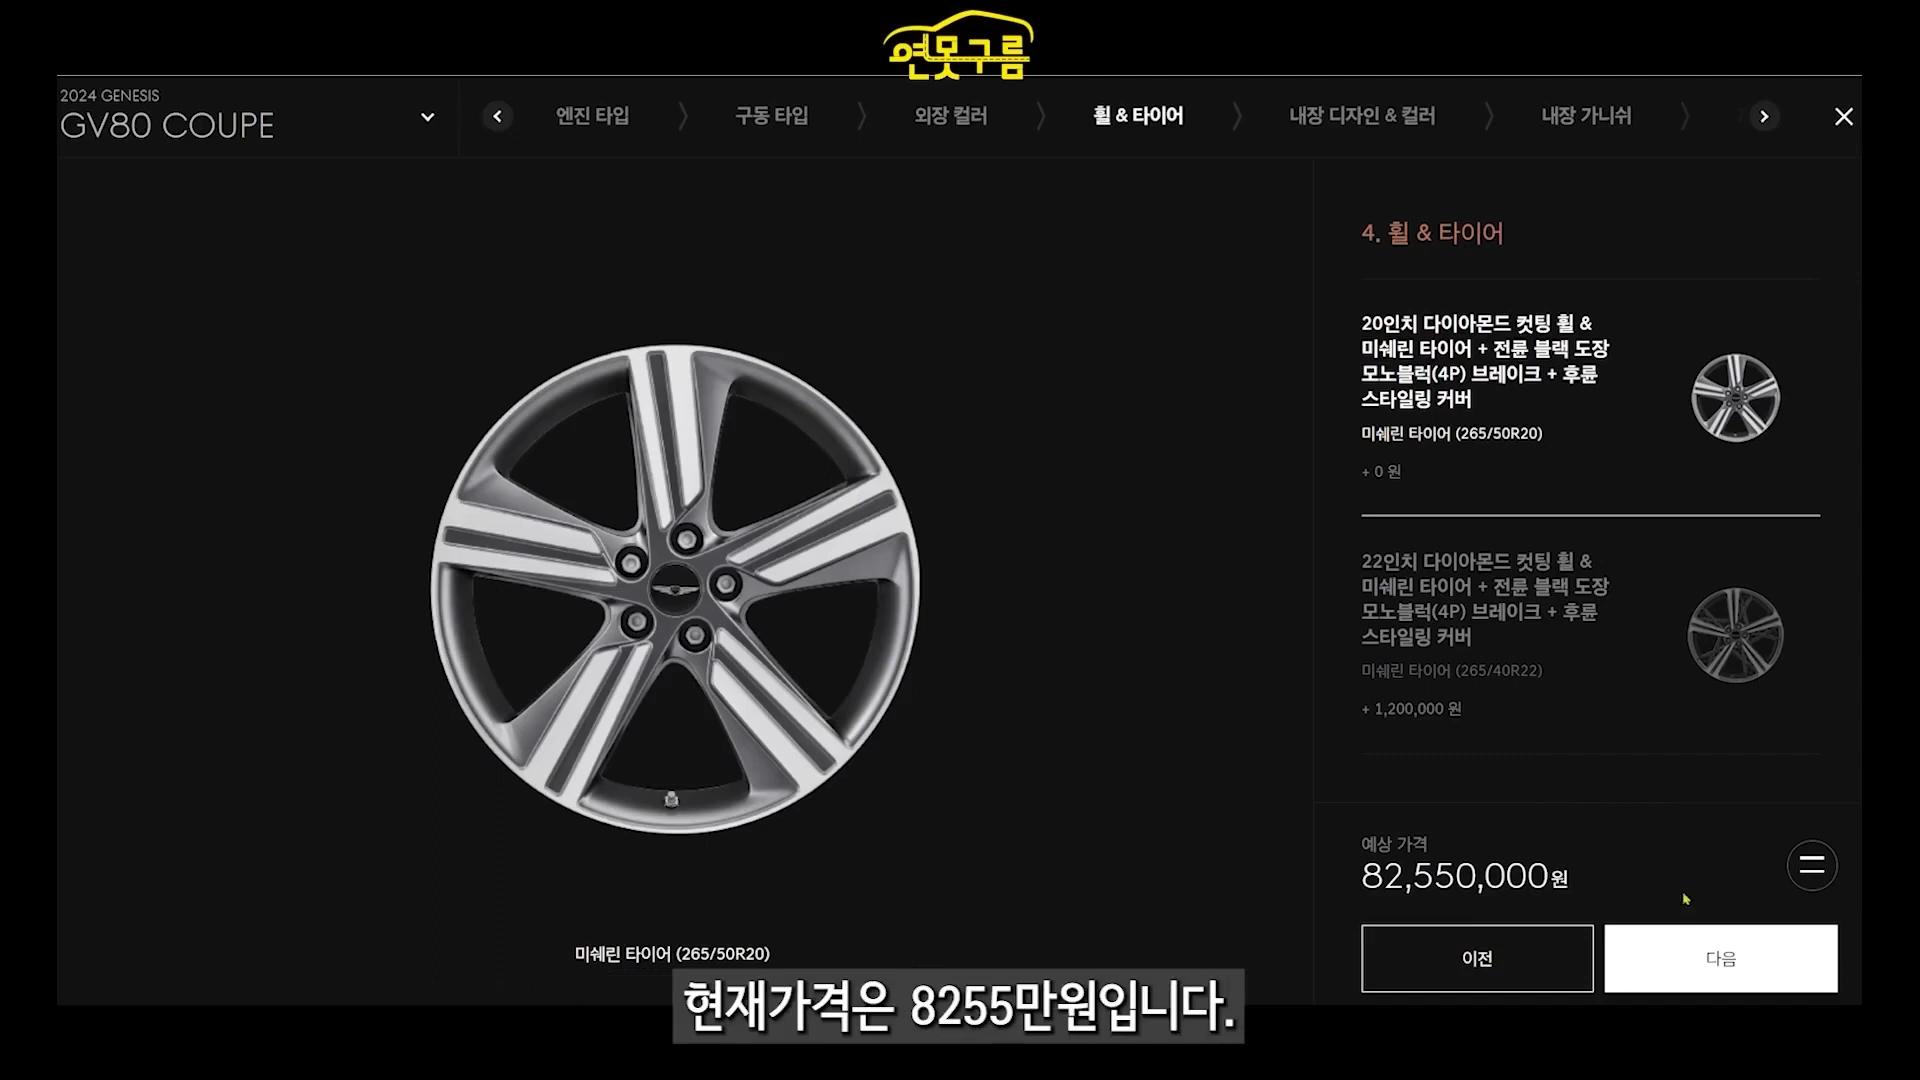 연못구름
2024 GENESIS
GV80 COUPE
엔진 타입
구동 타입
외장 컬러
휠 & 타이어
내장 디자인 & 컬러
내장 가니쉬
4. 휠 & 타이어
20인치 다이아몬드 컷팅 휠 &
미쉐린 타이어 + 전륜 블랙 도장
모노블럭(4P) 브레이크 + 후륜
스타일링 커버
미쉐린 타이어 (265/50R20)
+ 0 원
22인치 다이아몬드 컷팅 휠 &
미쉐린 타이어 + 전륜 블랙 도장
모노블럭(4P) 브레이크 + 후륜
스타일링 커버
미쉐린 타이어 (265/40R22)
+ 1,200,000 원
예상 가격
82,550,000원
이전
다음
미쉐린 타이어 (265/50R20)
현재가격은 8255만원입니다.